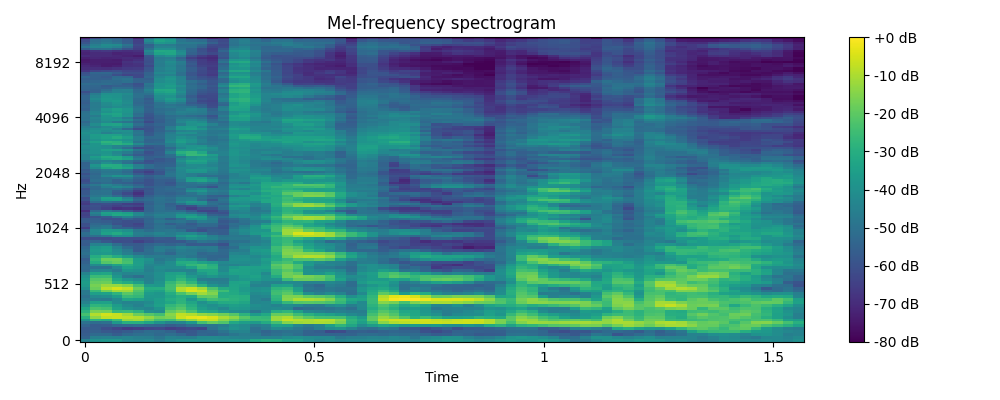 Mel-frequency spectrogram
8192
4096
2048
1024
512
0
Hz
0
0.5
1
1.5
Time
+0 dB
-10 dB
-20 dB
-30 dB
-40 dB
-50 dB
-60 dB
-70 dB
-80 dB